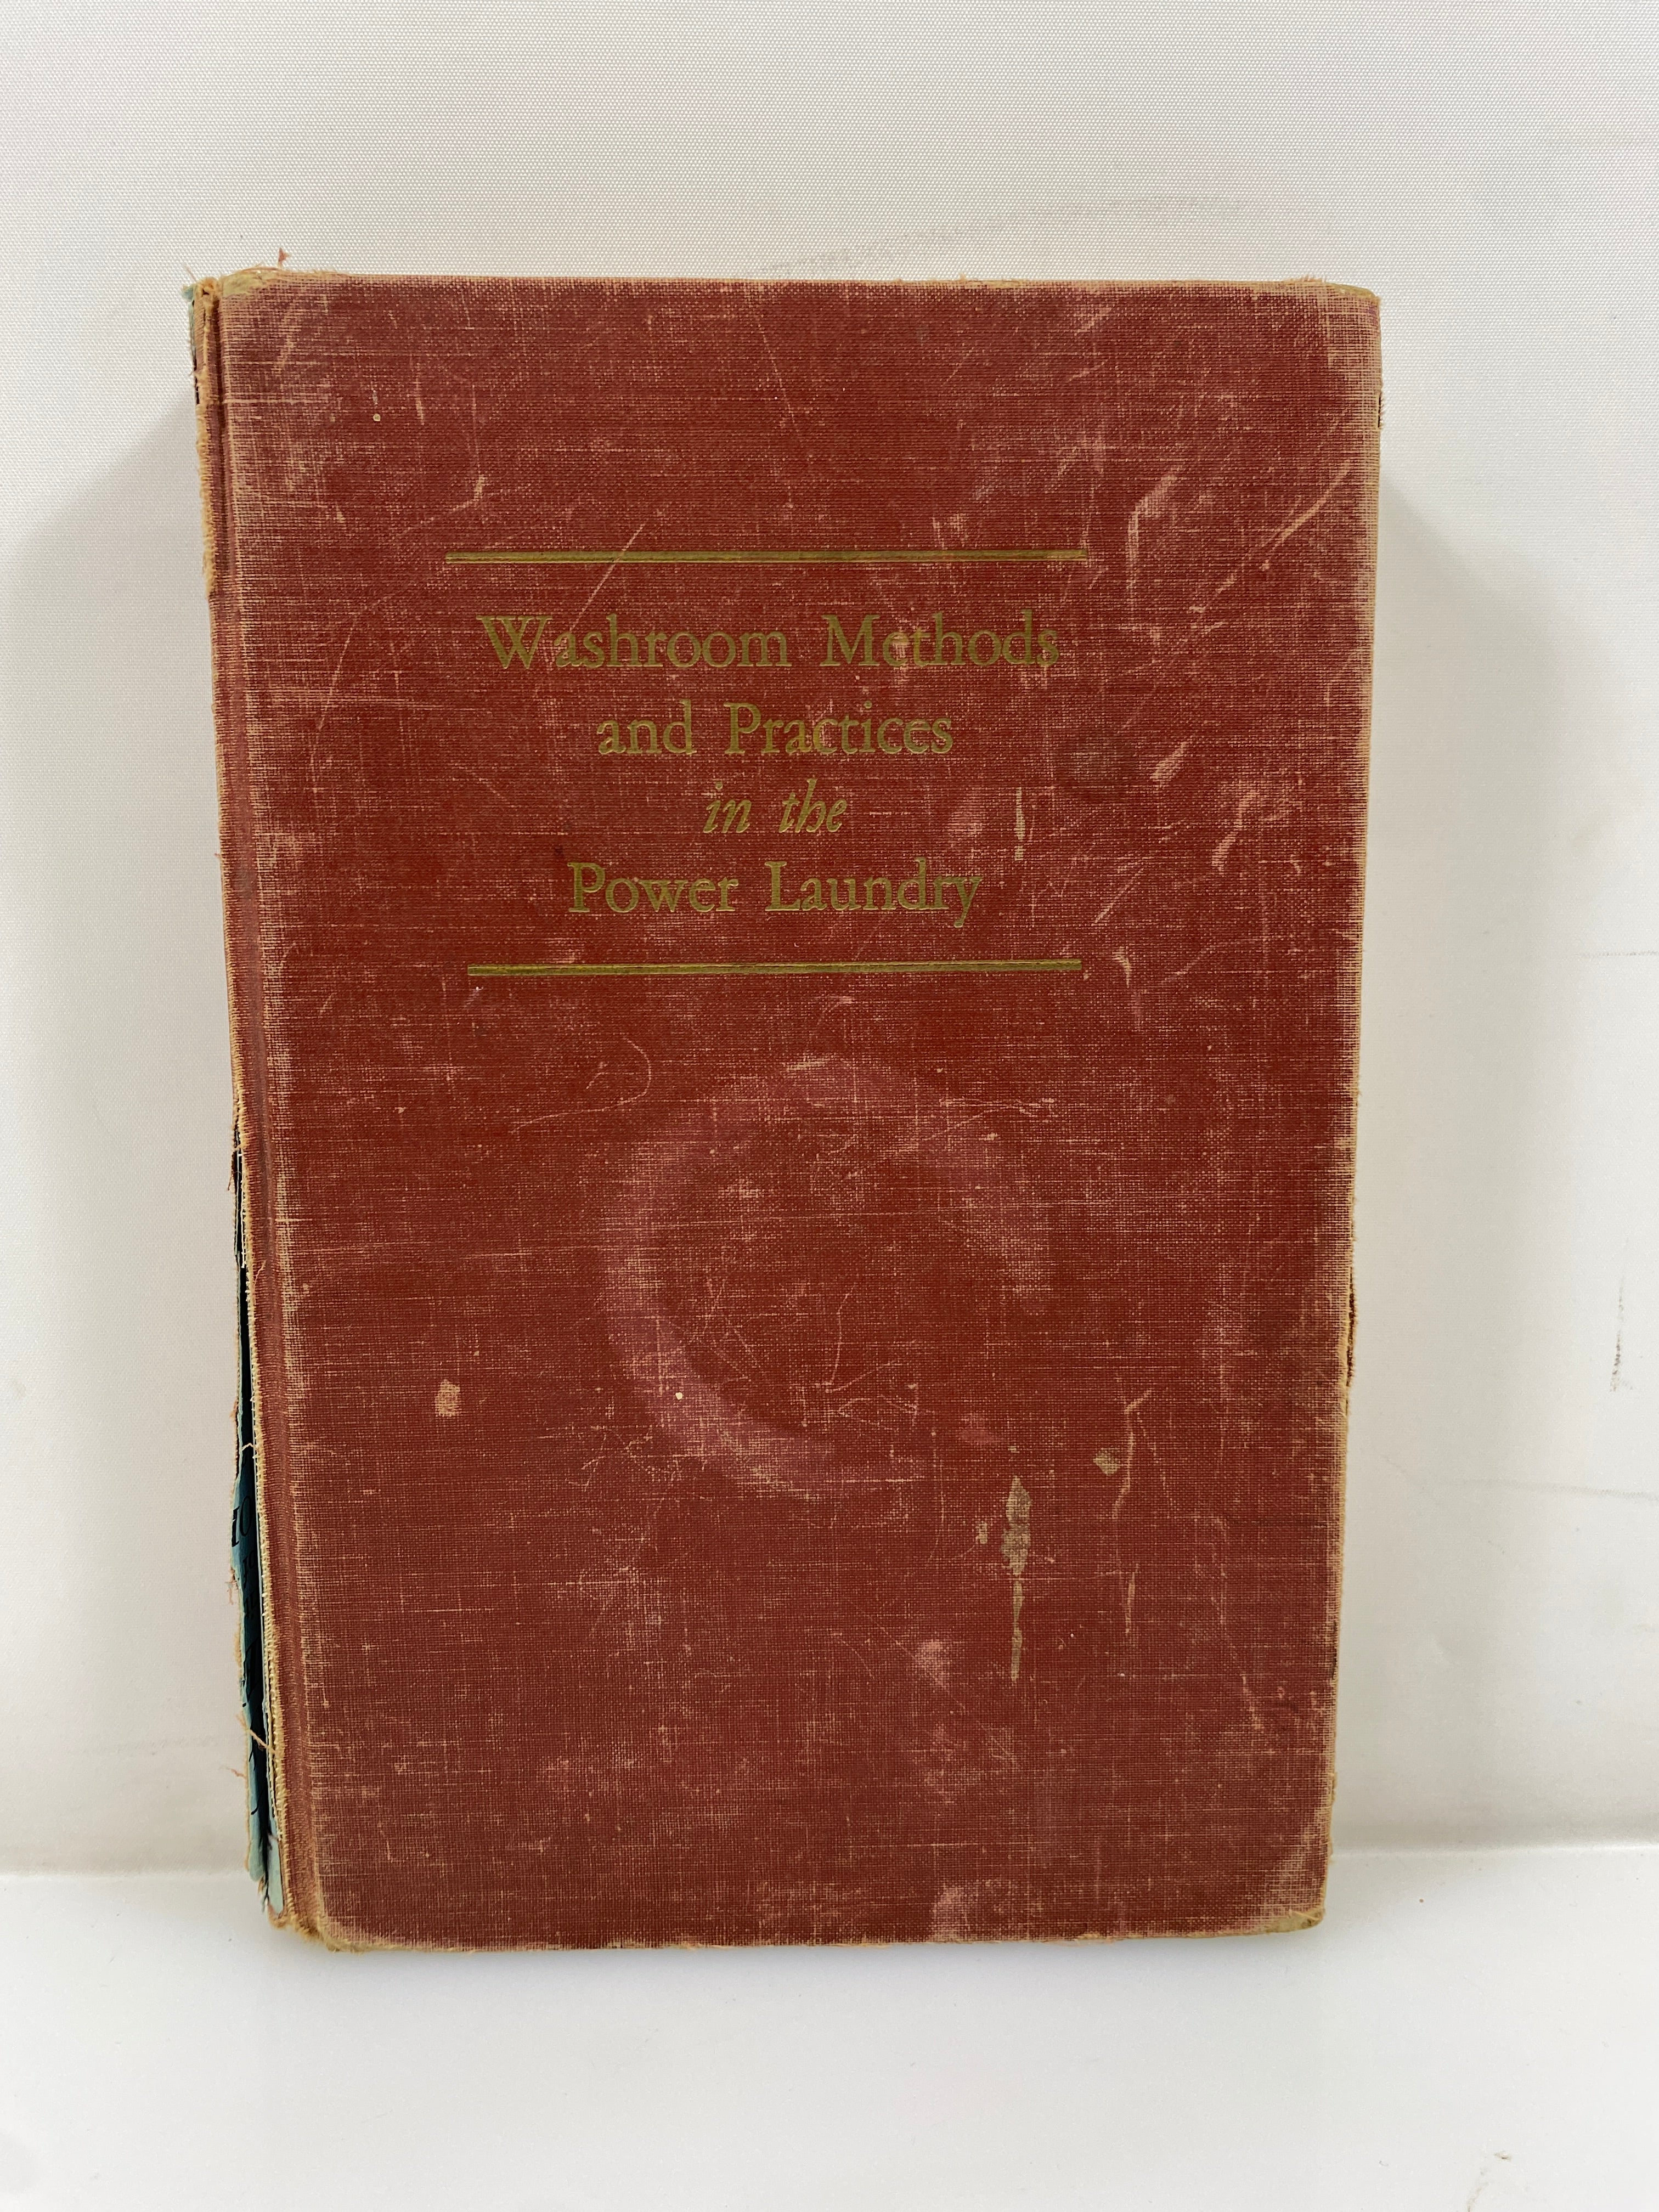 Washroom Methods
and Practices
in the
Power Laundry